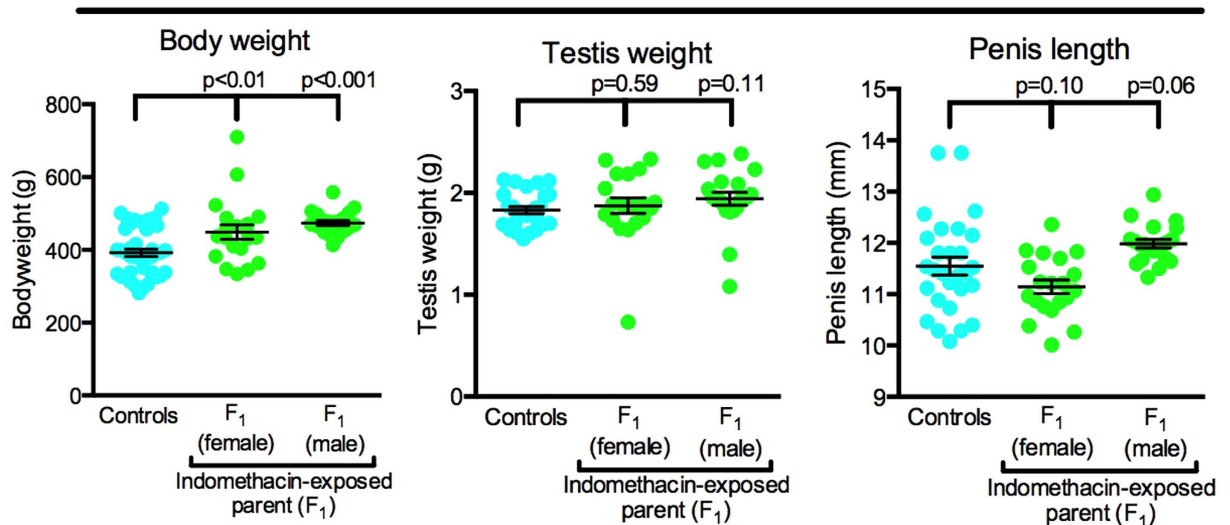 Body weight
p<0.01 p<0.001
Bodyweight (g)
800
600
400
200
0
Controls
F₁
(female)
F₁
(male)
Indomethacin-exposed
parent (F₁)
Testis weight
p=0.59 p=0.11
Testis weight (g)
3
2
1
0
Controls
F₁
(female)
F₁
(male)
Indomethacin-exposed
parent (F₁)
Penis length
p=0.10 p=0.06
Penis length (mm)
15
14
13
12
11
10
9
Controls
F₁
(female)
F₁
(male)
Indomethacin-exposed
parent (F₁)